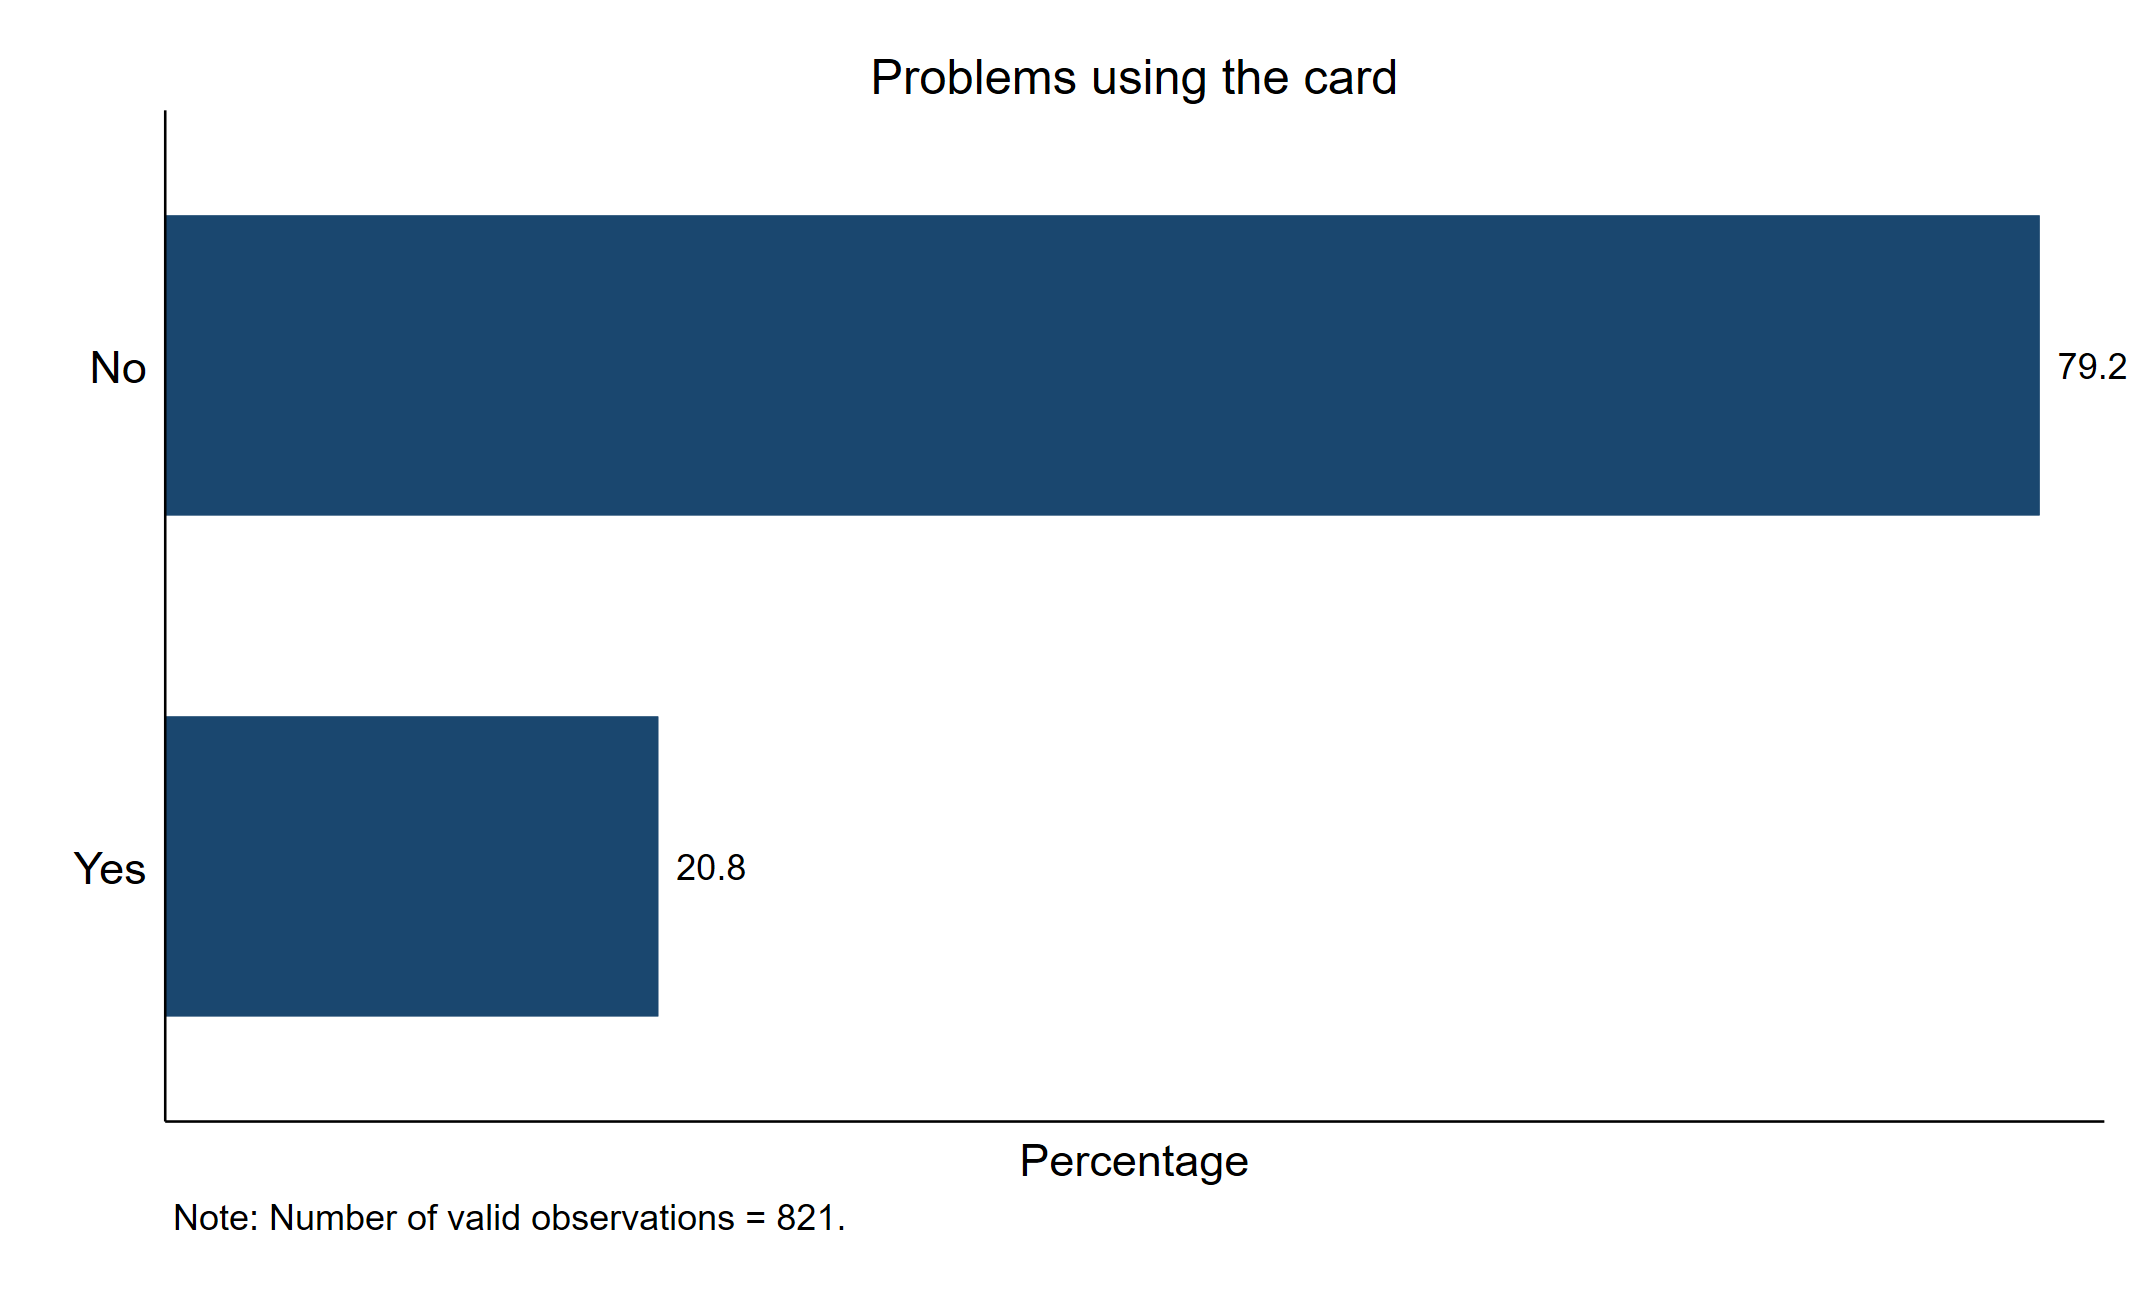 Problems using the card
No
79.2
Yes
20.8
Percentage
Note: Number of valid observations = 821.